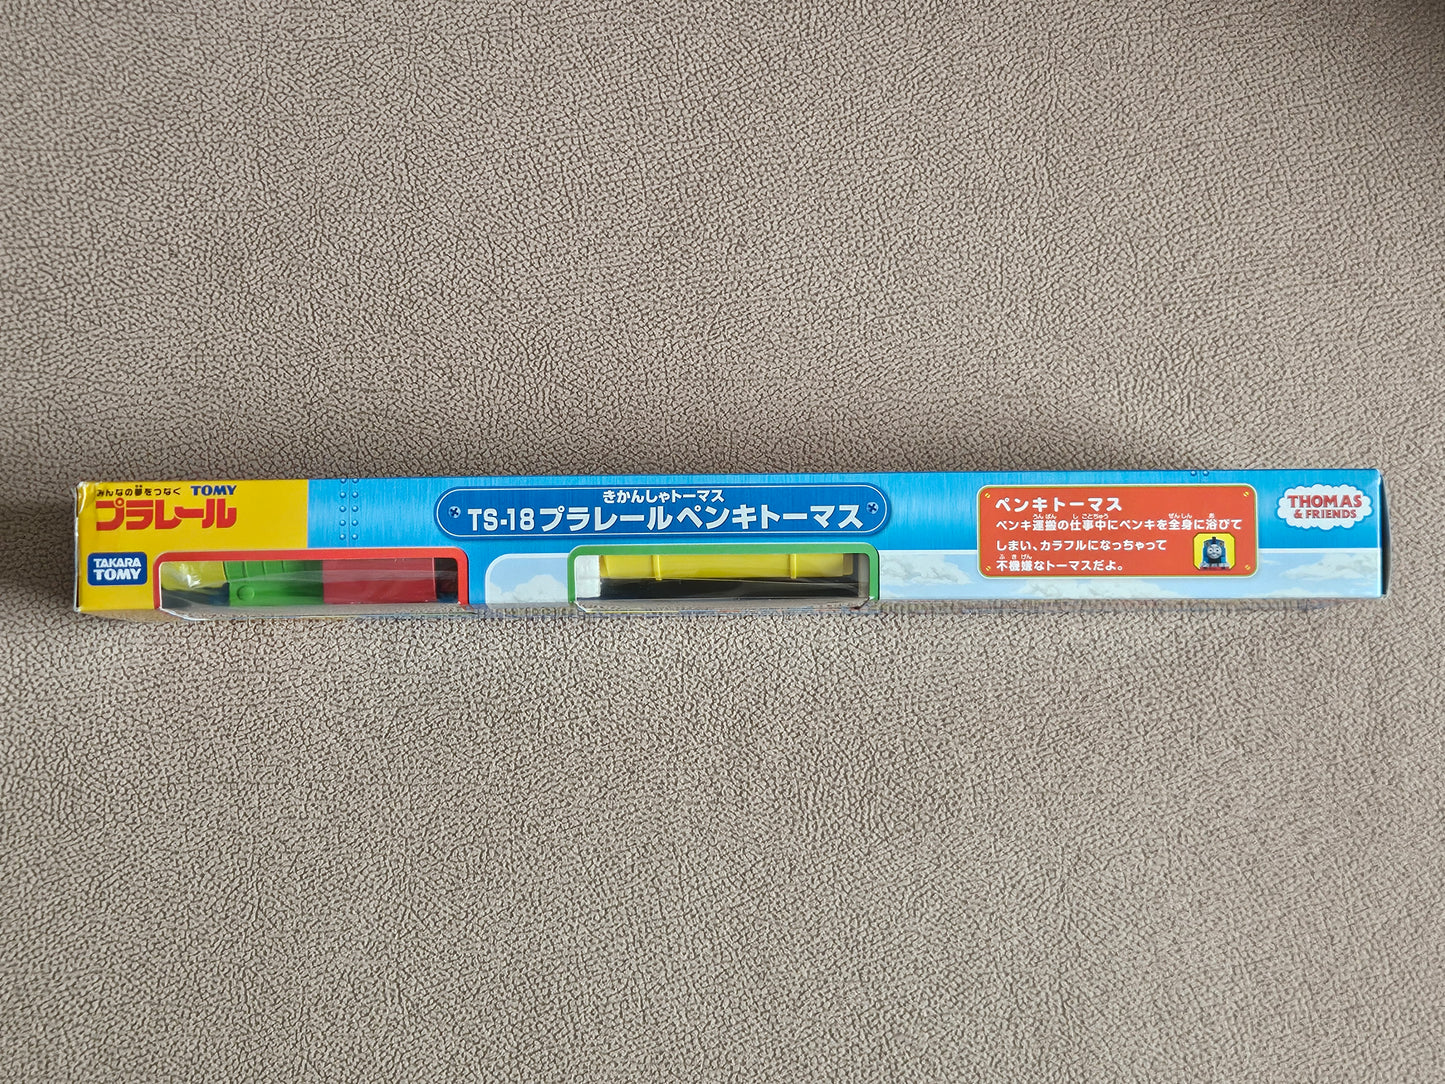 みんなの夢をつなぐ TOMY
プラレール
TAKARA
TOMY
きかんしゃトーマス
TS-18 プラレール ペンキトーマス
ペンキトーマス
ペンキ運搬の仕事中にペンキを全身に浴びて
しまい、カラフルになっちゃって
不機嫌なトーマスだよ。
THOMAS
& FRIENDS